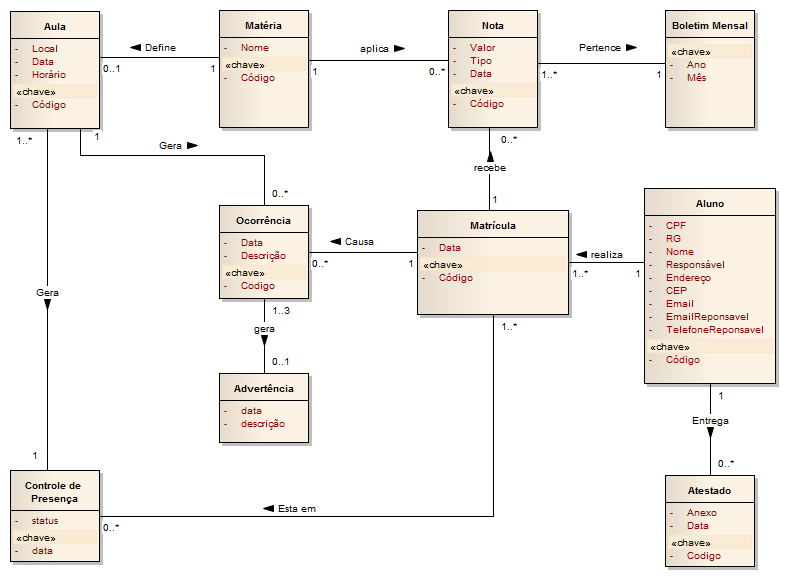 Aula
- Local
- Data
- Horário
«chave»
- Código
Define
0..1
1
Matéria
- Nome
«chave»
- Código
aplica
1
0..*
Nota
- Valor
- Tipo
- Data
«chave»
- Código
Pertence
1..*
1
Boletim Mensal
«chave»
- Ano
- Mês
1..*
1
Gera
0..*
0..*
recebe
1
Ocorrência
- Data
- Descrição
«chave»
- Codigo
Causa
0..*
1
Matrícula
- Data
«chave»
- Código
realiza
1..*
1
Aluno
- CPF
- RG
- Nome
- Responsável
- Endereço
- CEP
- Email
- EmailReponsavel
- TelefoneReponsavel
«chave»
- Código
Gera
1..3
gera
0..1
1..*
Advertência
- data
- descrição
1
Entrega
0..*
1
Controle de
Presença
- status
«chave»
- data
0..*
Esta em
Atestado
- Anexo
- Data
«chave»
- Codigo